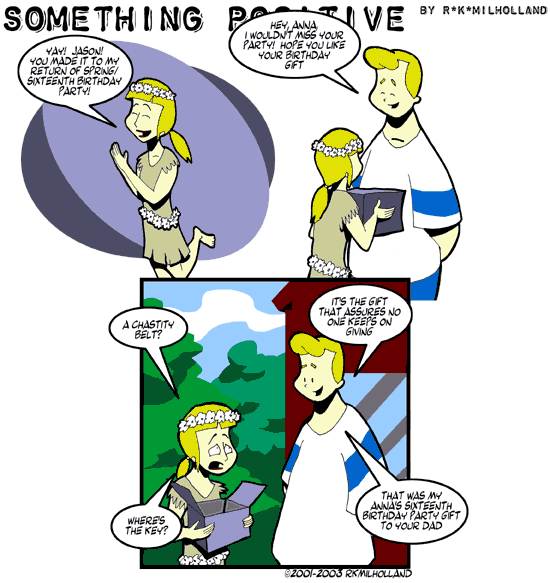 SOMETHING POSITIVE BY R*K*MILHOLLAND
YAY! JASON!
YOU MADE IT TO MY
RETURN OF SPRING/
SIXTEENTH BIRTHDAY
PARTY!
HEY, ANNA
I WOULDN'T MISS YOUR
PARTY! HOPE YOU LIKE
YOUR BIRTHDAY
GIFT
A CHASTITY
BELT?
IT'S THE GIFT
THAT ASSURES NO
ONE KEEPS ON
GIVING
WHERE'S
THE KEY?
THAT WAS MY
ANNA'S SIXTEENTH
BIRTHDAY PARTY GIFT
TO YOUR DAD
©2001-2003 RKMILHOLLAND